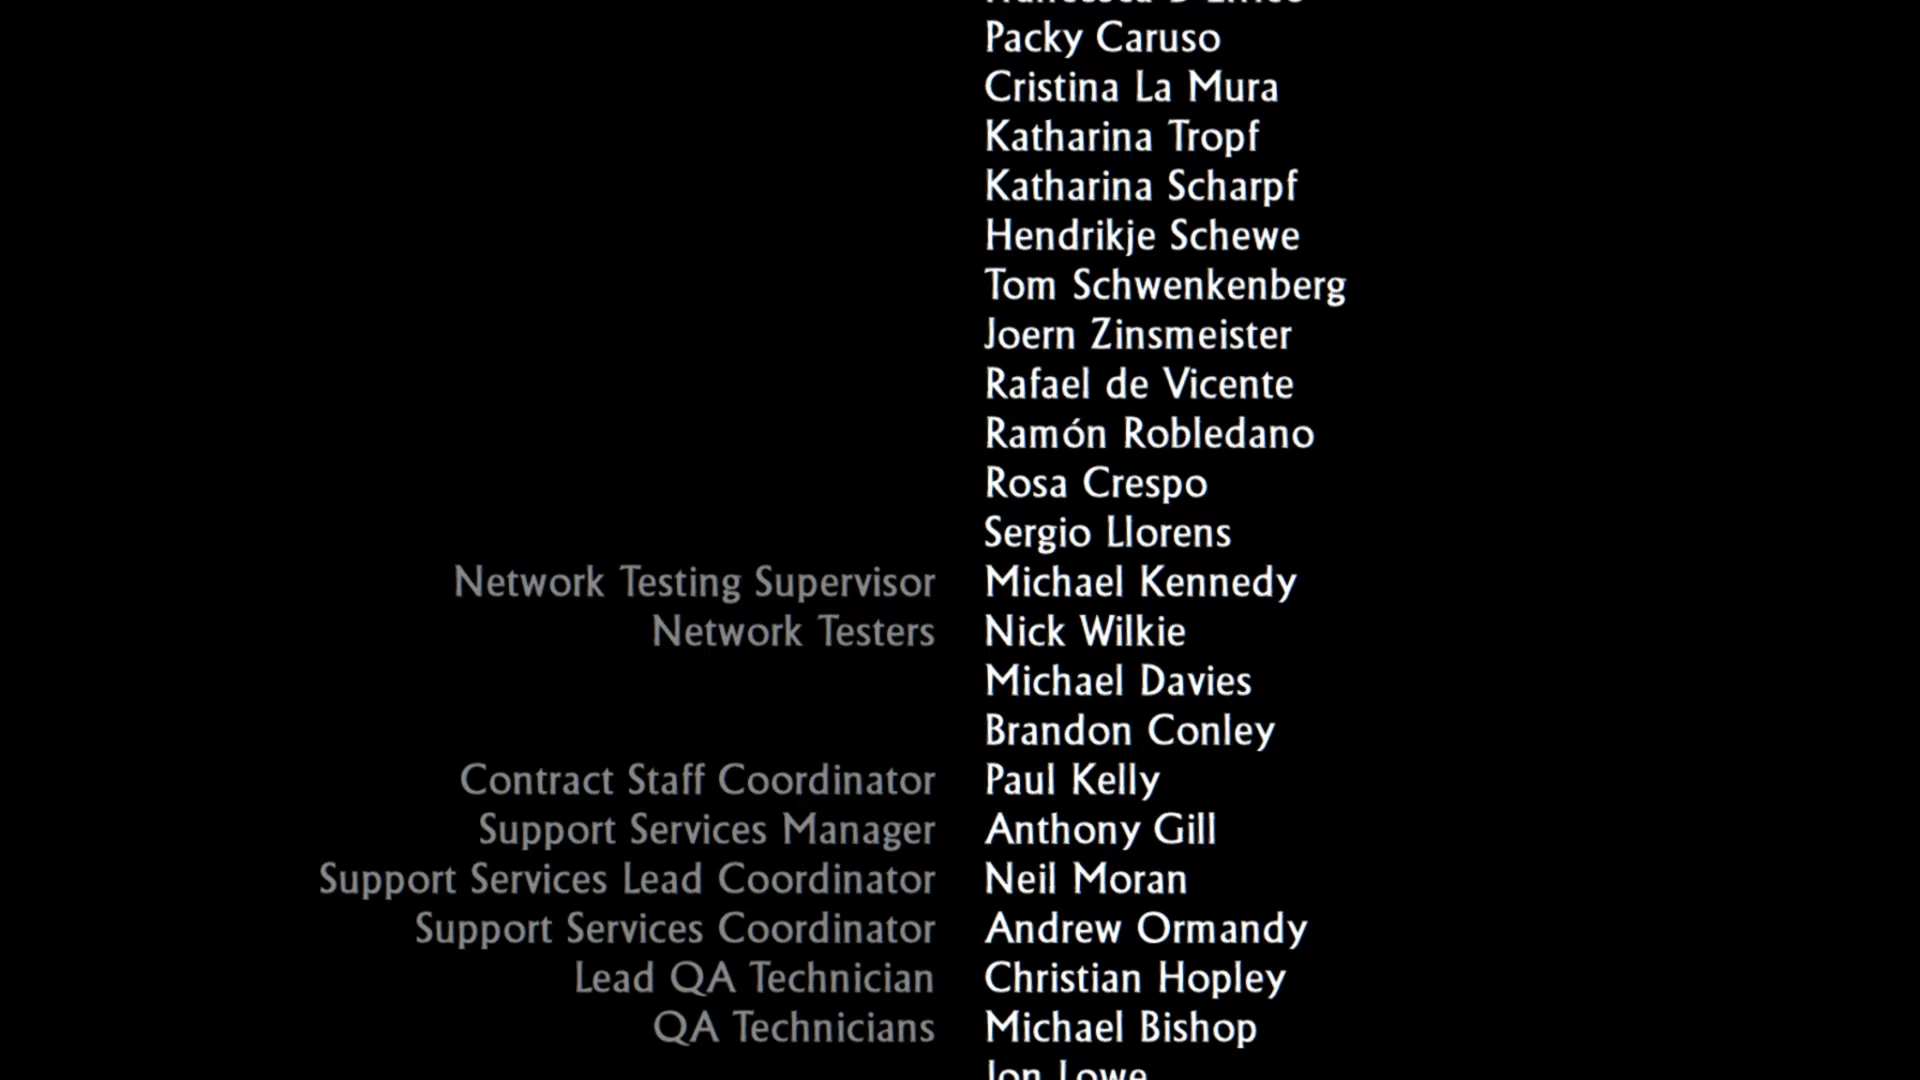 Packy Caruso
Cristina La Mura
Katharina Tropf
Katharina Scharpf
Hendrikje Schewe
Tom Schwenkenberg
Joern Zinsmeister
Rafael de Vicente
Ramón Robledano
Rosa Crespo
Sergio Llorens
Network Testing Supervisor Michael Kennedy
Network Testers Nick Wilkie
Michael Davies
Brandon Conley
Contract Staff Coordinator Paul Kelly
Support Services Manager Anthony Gill
Support Services Lead Coordinator Neil Moran
Support Services Coordinator Andrew Ormandy
Lead QA Technician Christian Hopley
QA Technicians Michael Bishop
Jon Lowe